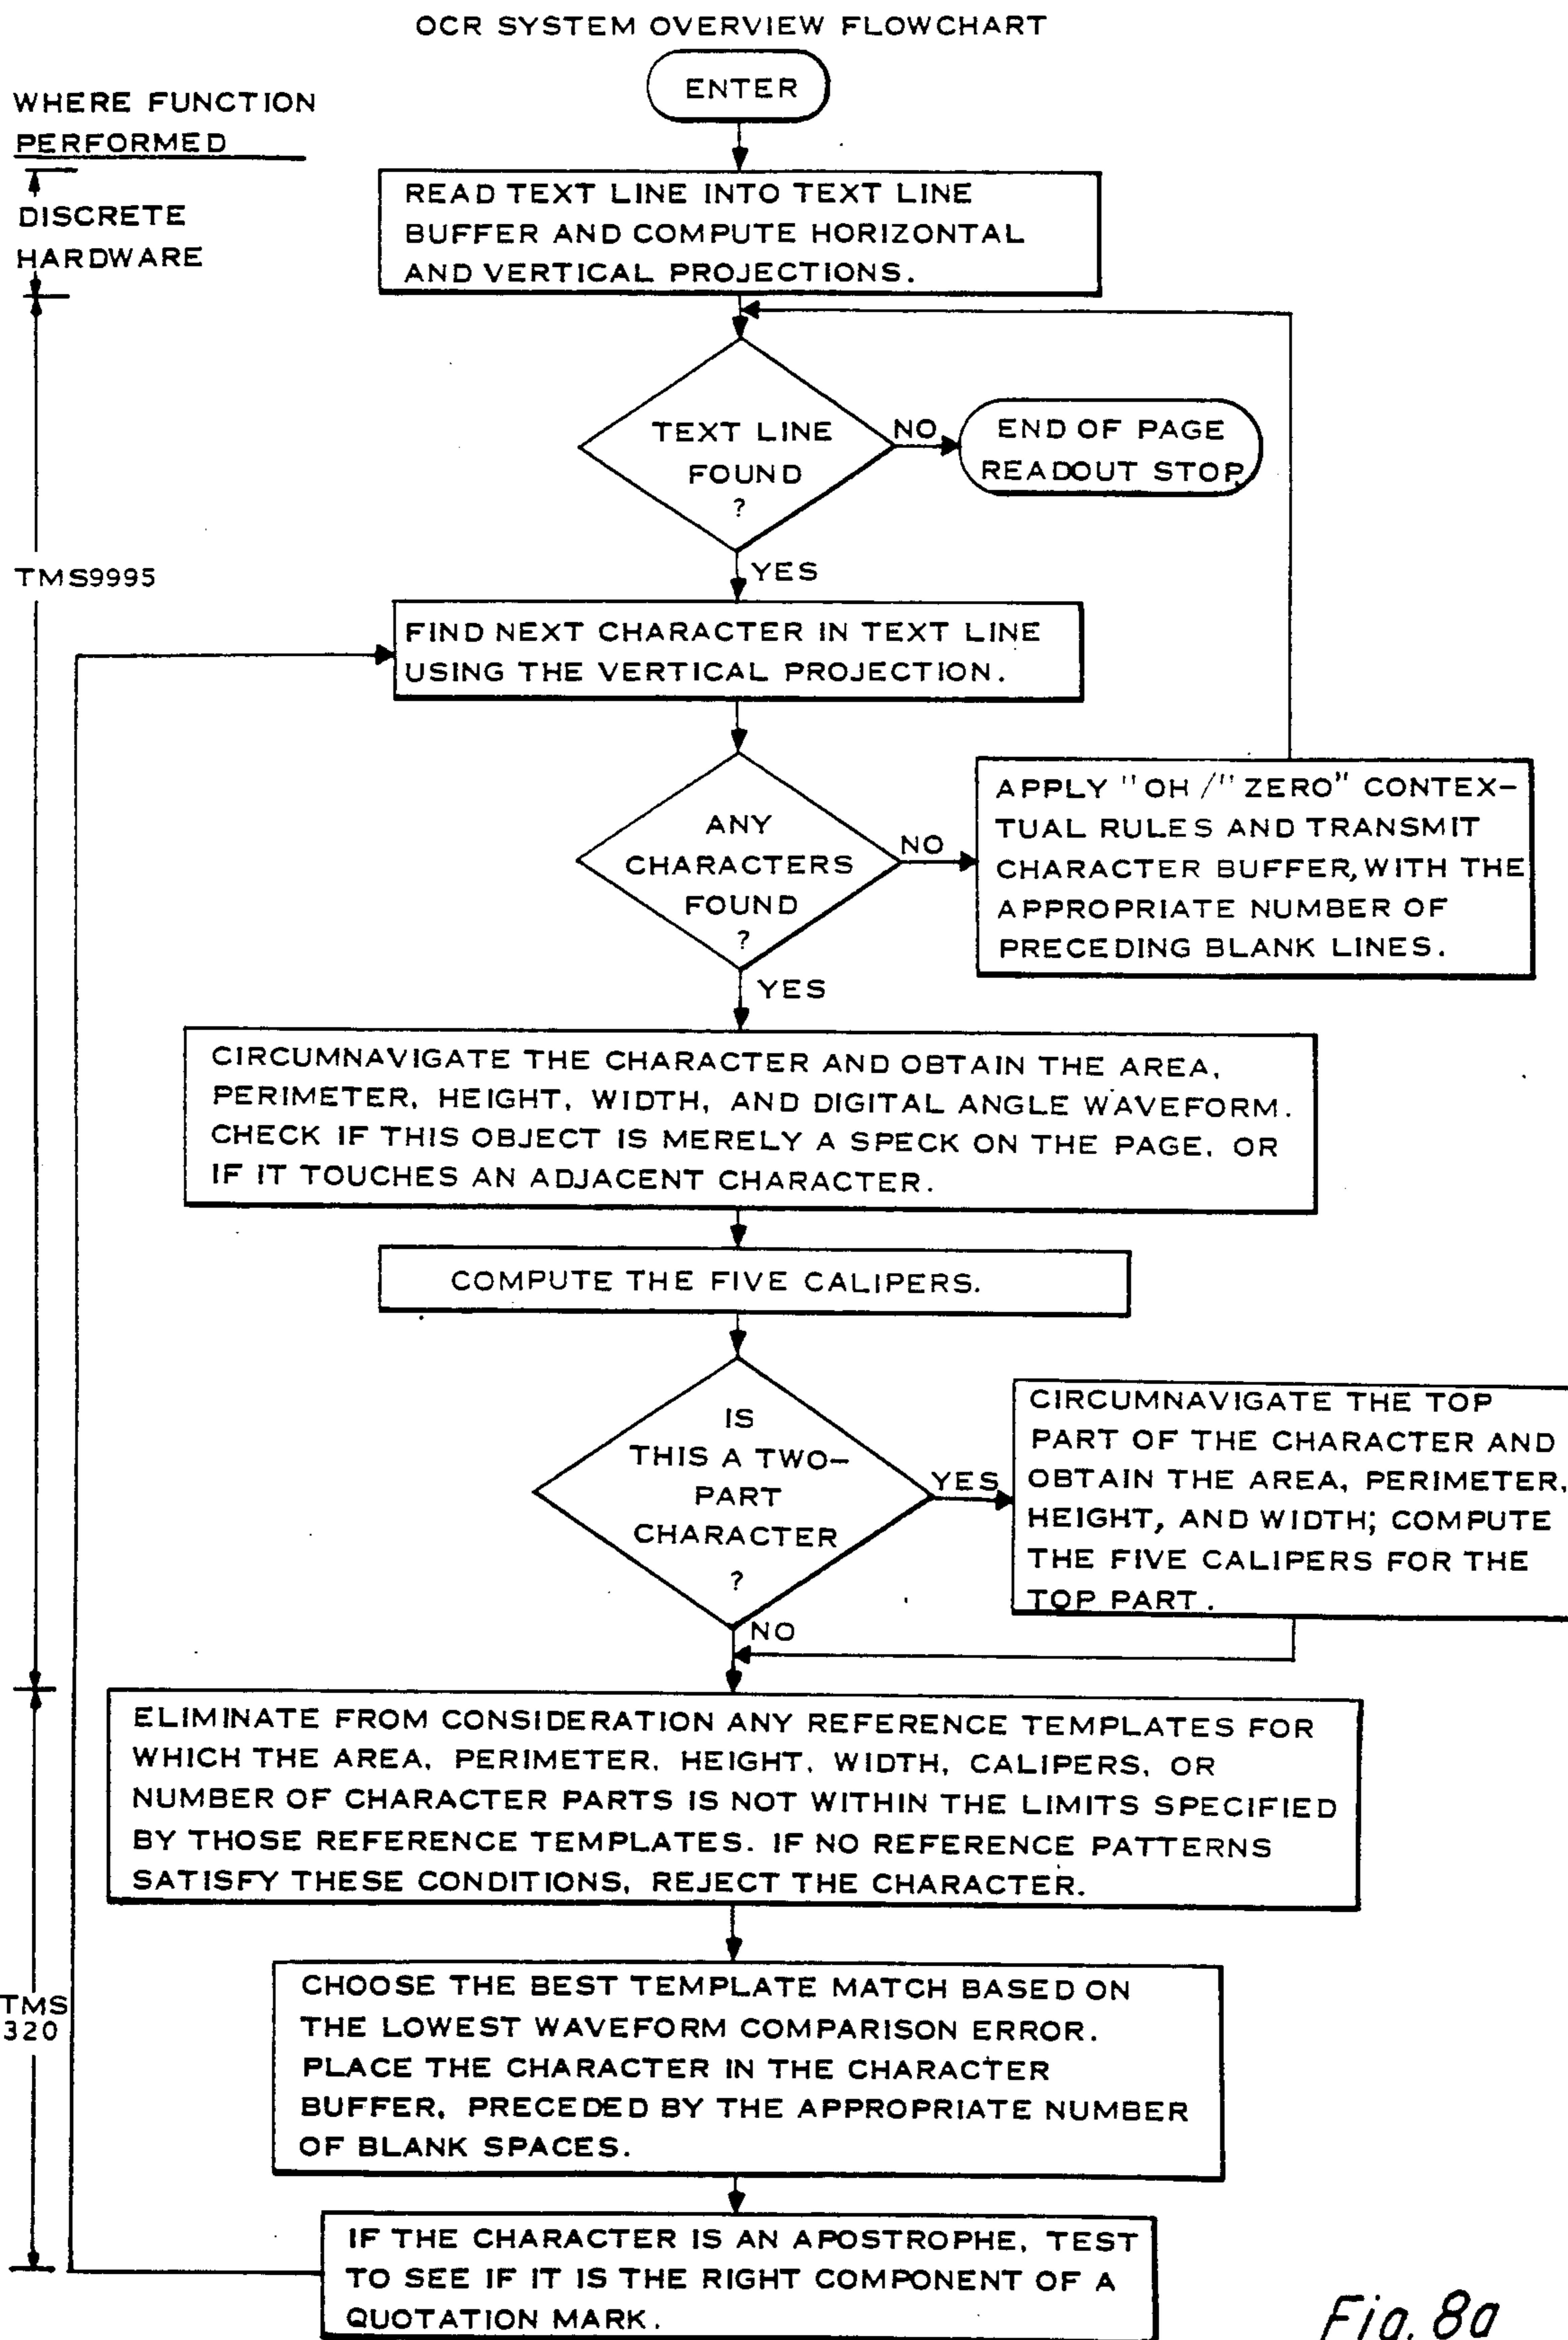 OCR SYSTEM OVERVIEW FLOWCHART
ENTER
WHERE FUNCTION
PERFORMED
DISCRETE
HARDWARE
READ TEXT LINE INTO TEXT LINE
BUFFER AND COMPUTE HORIZONTAL
AND VERTICAL PROJECTIONS.
TEXT LINE
FOUND
?
NO
END OF PAGE
READOUT STOP
YES
TMS9995
FIND NEXT CHARACTER IN TEXT LINE
USING THE VERTICAL PROJECTION.
ANY
CHARACTERS
FOUND
?
NO
APPLY "OH /" ZERO" CONTEX-
TUAL RULES AND TRANSMIT
CHARACTER BUFFER, WITH THE
APPROPRIATE NUMBER OF
PRECEDING BLANK LINES.
YES
CIRCUMNAVIGATE THE CHARACTER AND OBTAIN THE AREA,
PERIMETER, HEIGHT, WIDTH, AND DIGITAL ANGLE WAVEFORM.
CHECK IF THIS OBJECT IS MERELY A SPECK ON THE PAGE, OR
IF IT TOUCHES AN ADJACENT CHARACTER.
COMPUTE THE FIVE CALIPERS.
IS
THIS A TWO-
PART
CHARACTER
?
YES
CIRCUMNAVIGATE THE TOP
PART OF THE CHARACTER AND
OBTAIN THE AREA, PERIMETER,
HEIGHT, AND WIDTH; COMPUTE
THE FIVE CALIPERS FOR THE
TOP PART.
NO
ELIMINATE FROM CONSIDERATION ANY REFERENCE TEMPLATES FOR
WHICH THE AREA, PERIMETER, HEIGHT, WIDTH, CALIPERS, OR
NUMBER OF CHARACTER PARTS IS NOT WITHIN THE LIMITS SPECIFIED
BY THOSE REFERENCE TEMPLATES. IF NO REFERENCE PATTERNS
SATISFY THESE CONDITIONS, REJECT THE CHARACTER.
TMS
320
CHOOSE THE BEST TEMPLATE MATCH BASED ON
THE LOWEST WAVEFORM COMPARISON ERROR.
PLACE THE CHARACTER IN THE CHARACTER
BUFFER, PRECEDED BY THE APPROPRIATE NUMBER
OF BLANK SPACES.
IF THE CHARACTER IS AN APOSTROPHE, TEST
TO SEE IF IT IS THE RIGHT COMPONENT OF A
QUOTATION MARK.
Fig. 8a